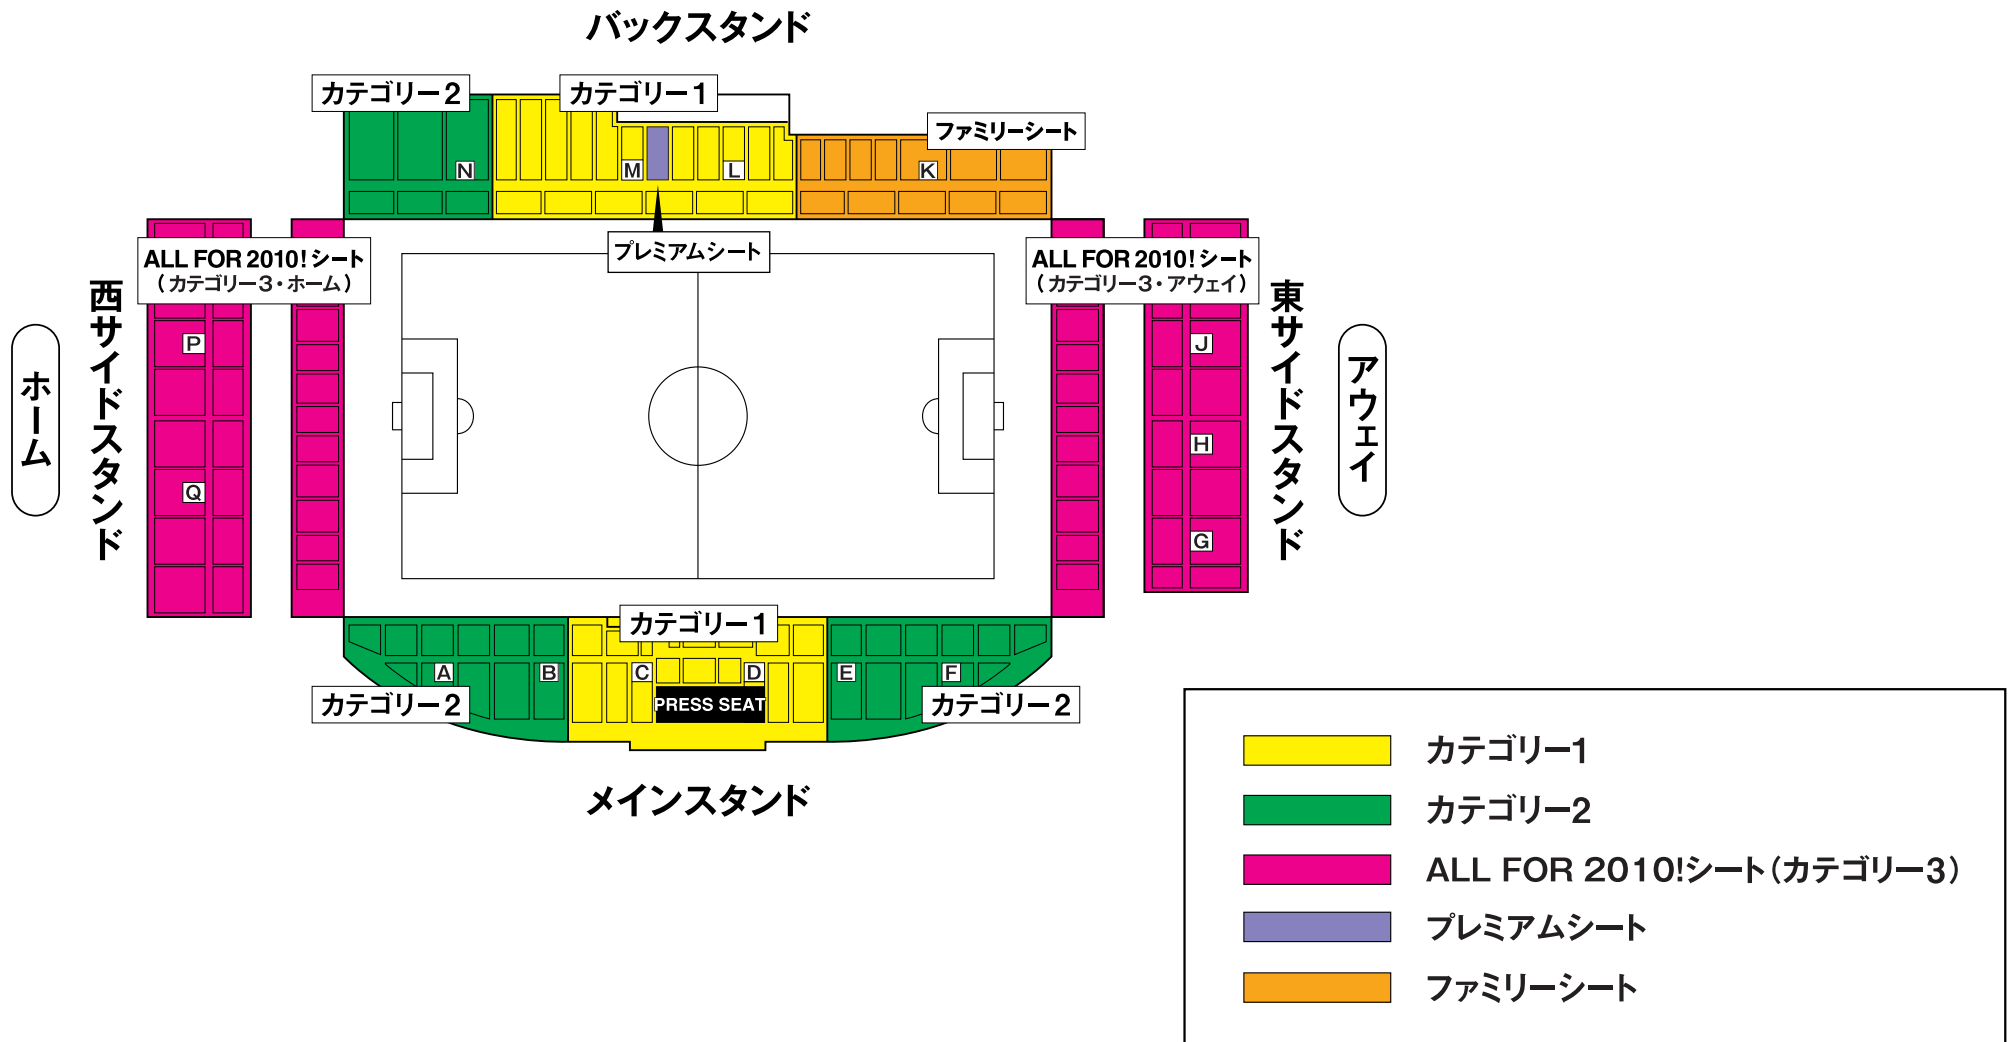 バックスタンド
カテゴリー2
カテゴリー1
ファミリーシート
N
M
L
K
プレミアムシート
ALL FOR 2010!シート
(カテゴリー3・ホーム)
ALL FOR 2010!シート
(カテゴリー3・アウェイ)
ホーム
西サイドスタンド
P
Q
J
H
G
東サイドスタンド
アウェイ
カテゴリー1
A
B
C
D
E
F
カテゴリー2
PRESS SEAT
カテゴリー2
メインスタンド
カテゴリー1
カテゴリー2
ALL FOR 2010!シート(カテゴリー3)
プレミアムシート
ファミリーシート